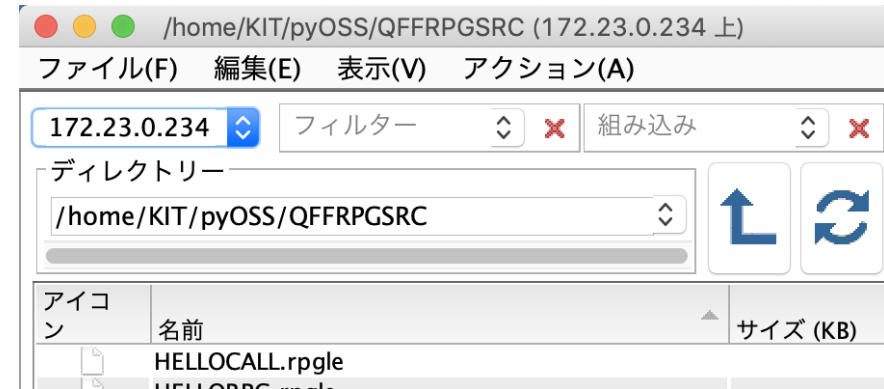 /home/KIT/pyOSS/QFFRPGSRC (172.23.0.234 上)
ファイル(F) 編集(E) 表示(V) アクション(A)
172.23.0.234 フィルター 組み込み
ディレクトリー
/home/KIT/pyOSS/QFFRPGSRC
アイコ
ン 名前 サイズ (KB)
HELLOCALL.rpgle